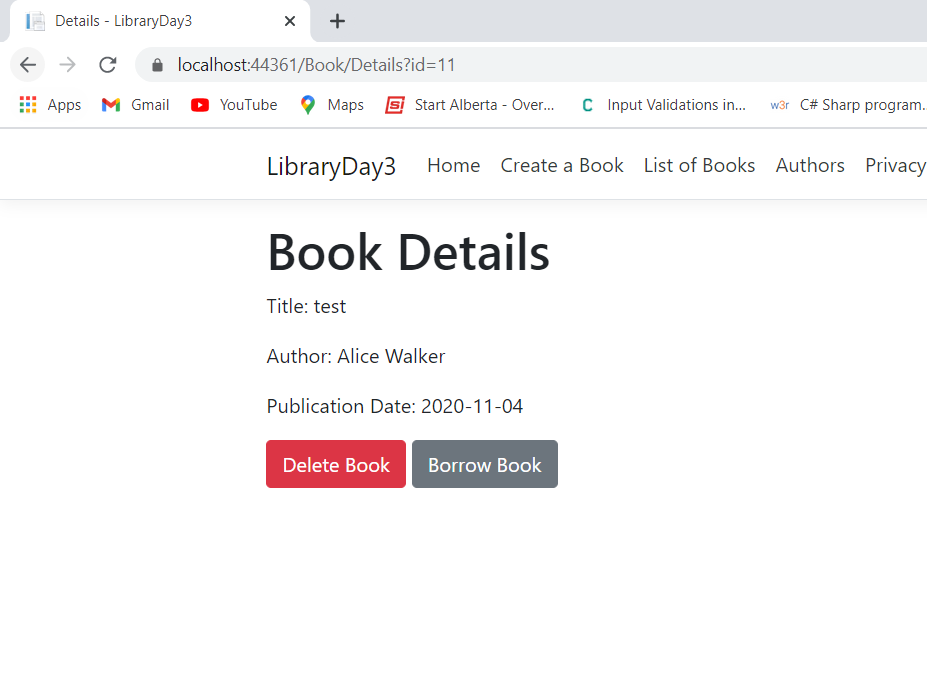 Details - LibraryDay3
localhost:44361/Book/Details?id=11
Apps Gmail YouTube Maps Start Alberta - Over... Input Validations in... w3r C# Sharp program.
LibraryDay3 Home Create a Book List of Books Authors Privacy
Book Details
Title: test
Author: Alice Walker
Publication Date: 2020-11-04
Delete Book Borrow Book